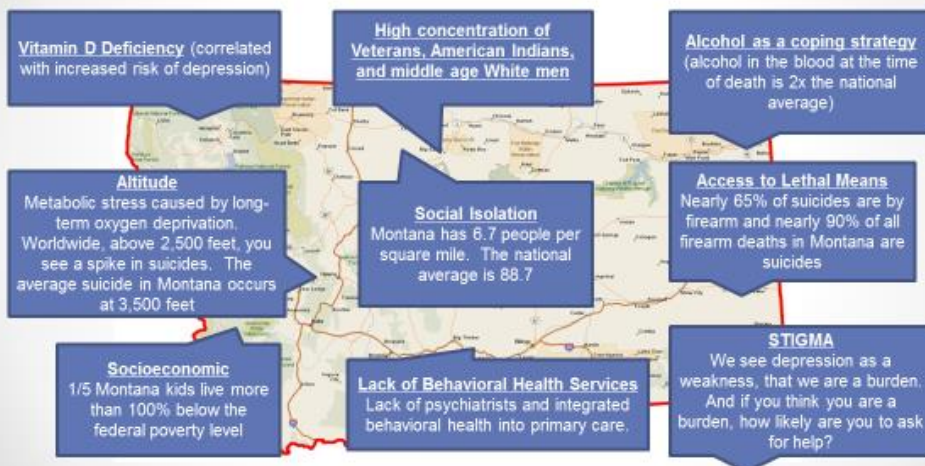 Vitamin D Deficiency (correlated
with increased risk of depression)
High concentration of
Veterans, American Indians,
and middle age White men
Alcohol as a coping strategy
(alcohol in the blood at the time
of death is 2x the national
average)
Altitude
Metabolic stress caused by long-
term oxygen deprivation.
Worldwide, above 2,500 feet, you
see a spike in suicides. The
average suicide in Montana occurs
at 3,500 feet
Social Isolation
Montana has 6.7 people per
square mile. The national
average is 88.7
Access to Lethal Means
Nearly 65% of suicides are by
firearm and nearly 90% of all
firearm deaths in Montana are
suicides
Socioeconomic
1/5 Montana kids live more
than 100% below the
federal poverty level
Lack of Behavioral Health Services
Lack of psychiatrists and integrated
behavioral health into primary care.
STIGMA
We see depression as a
weakness, that we are a burden.
And if you think you are a
burden, how likely are you to ask
for help?